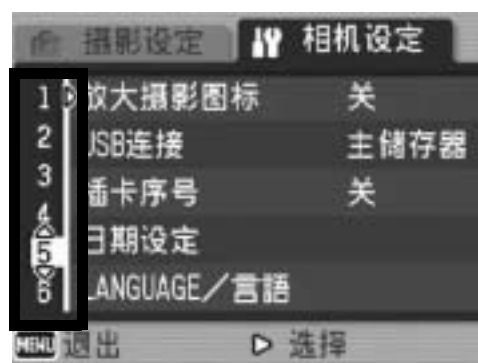 摄影设定 相机设定
1 放大摄影图标 关
2 USB连接 主储存器
3 插卡序号 关
4 日期设定
5 LANGUAGE／言語
6
MENU 退出 选择